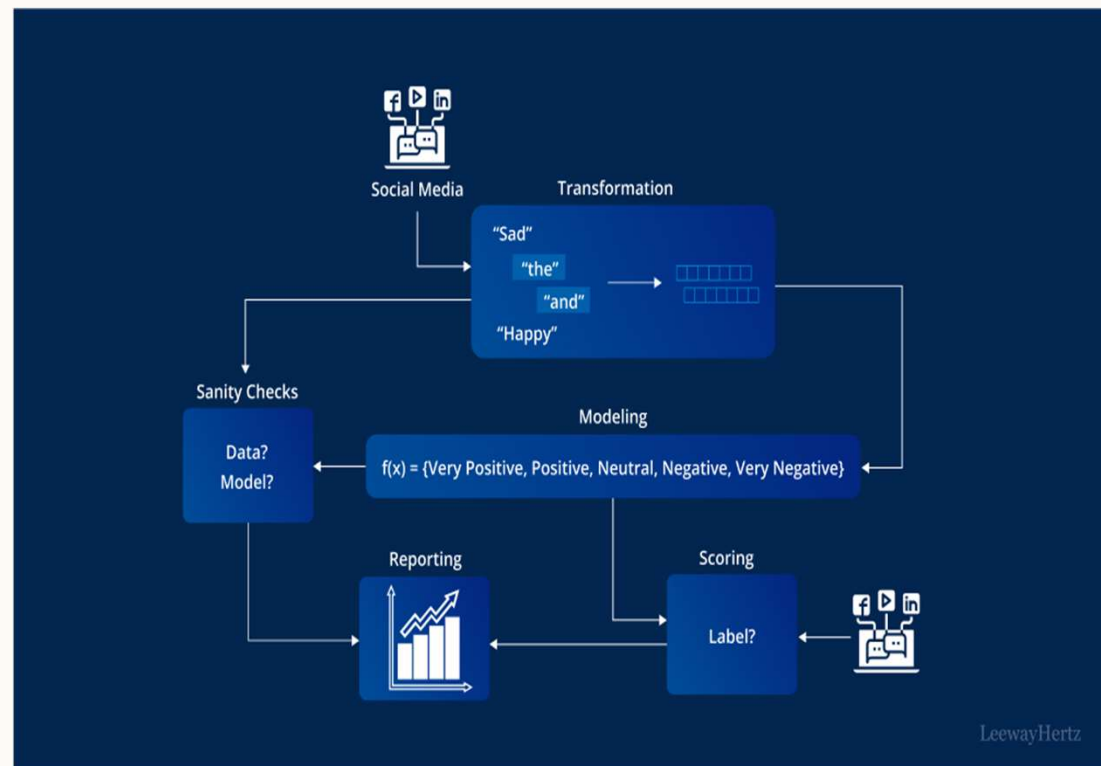 Social Media
Transformation
“Sad”
“the”
“and”
“Happy”
Sanity Checks
Data?
Model?
Modeling
f(x) = {Very Positive, Positive, Neutral, Negative, Very Negative}
Reporting
Scoring
Label?
LeewayHertz